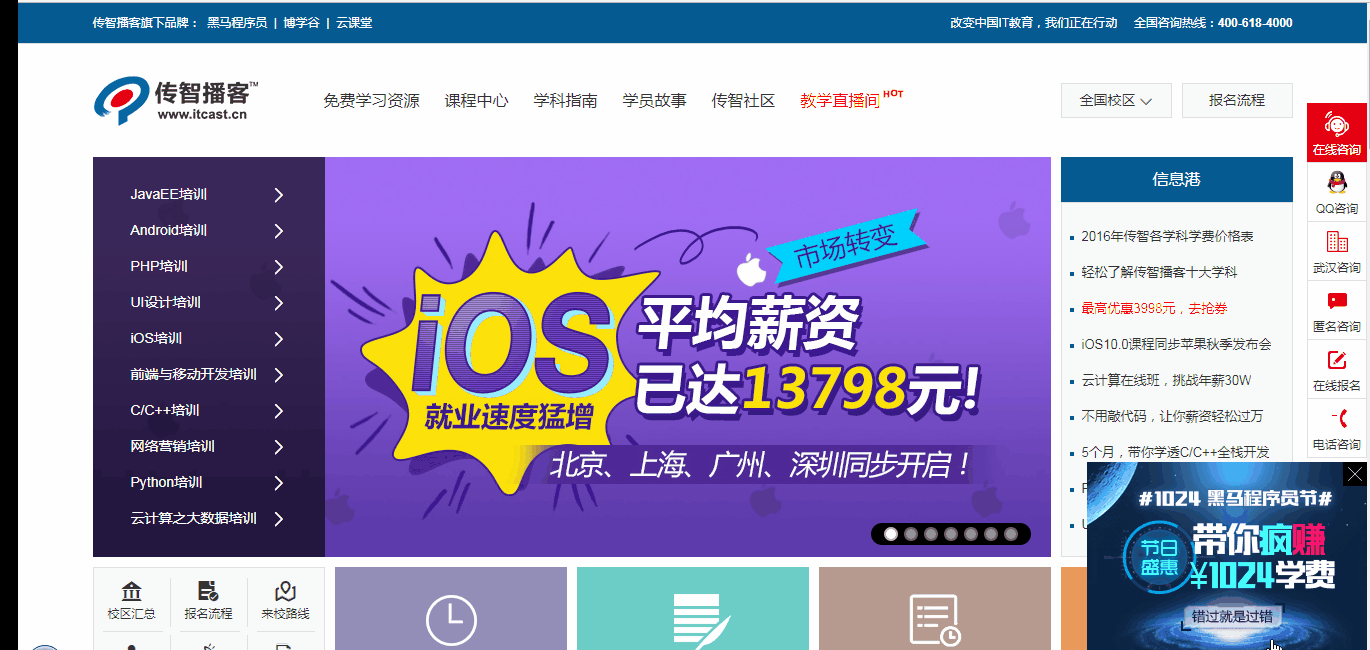 传智播客旗下品牌： 黑马程序员 | 博学谷 | 云课堂
改变中国IT教育，我们正在行动 全国咨询热线：400-618-4000
传智播客™
www.itcast.cn
免费学习资源 课程中心 学科指南 学员故事 传智社区 教学直播间 HOT
全国校区 报名流程
JavaEE培训
Android培训
PHP培训
UI设计培训
iOS培训
前端与移动开发培训
C/C++培训
网络营销培训
Python培训
云计算之大数据培训
市场转变
iOS
就业速度猛增
平均薪资
已达13798元!
北京、上海、广州、深圳同步开启！
信息港
2016年传智各学科学费价格表
轻松了解传智播客十大学科
最高优惠3998元，去抢券
iOS10.0课程同步苹果秋季发布会
云计算在线班，挑战年薪30W
不用敲代码，让你薪资轻松过万
5个月，带你学透C/C++全栈开发
在线咨询
QQ咨询
武汉咨询
匿名咨询
在线报名
电话咨询
#1024 黑马程序员节#
节日
盛惠
带你疯赚
¥1024学费
错过就是过错
校区汇总 报名流程 来校路线